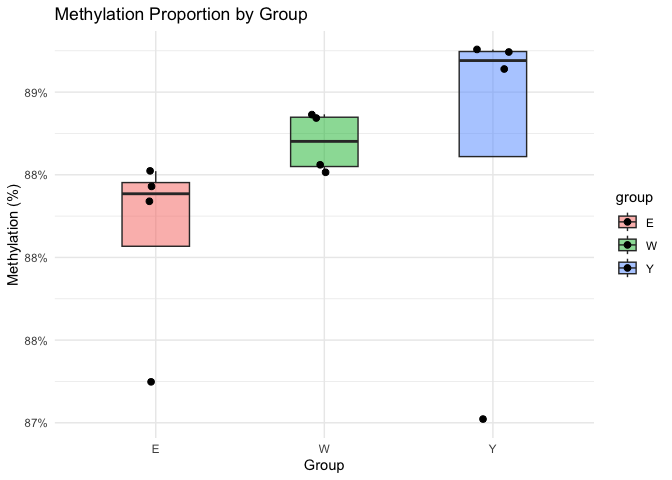 Methylation Proportion by Group
Methylation (%)
89%
88%
88%
88%
87%
E
W
Y
Group
group
E
W
Y